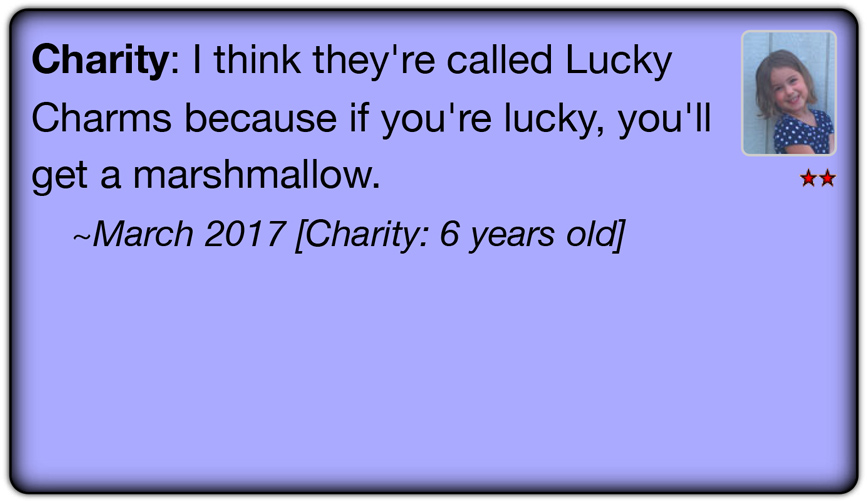 Charity: I think they're called Lucky
Charms because if you're lucky, you'll
get a marshmallow.
~March 2017 [Charity: 6 years old]